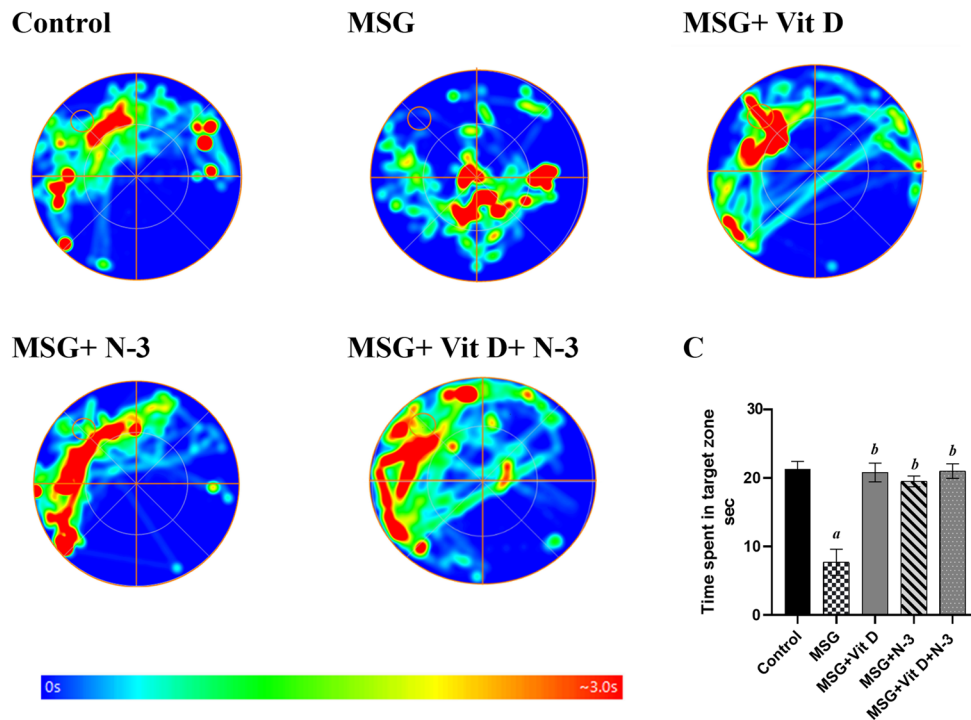 Control
MSG
MSG+ Vit D
MSG+ N-3
MSG+ Vit D+ N-3
C
0s
~3.0s
Time spent in target zone
sec
30
20
10
0
a
b
b
b
Control
MSG
MSG+Vit D
MSG+N-3
MSG+Vit D+N-3